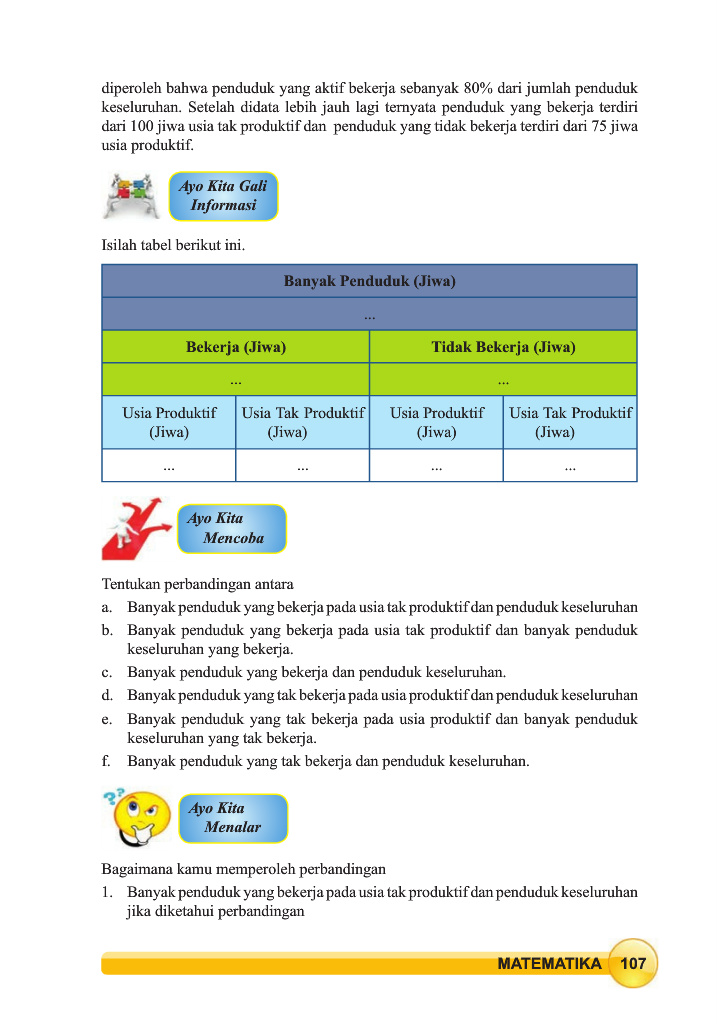 diperoleh bahwa penduduk yang aktif bekerja sebanyak 80% dari jumlah penduduk
keseluruhan. Setelah didata lebih jauh lagi ternyata penduduk yang bekerja terdiri
dari 100 jiwa usia tak produktif dan penduduk yang tidak bekerja terdiri dari 75 jiwa
usia produktif.
Ayo Kita Gali
Informasi
Isilah tabel berikut ini.
Banyak Penduduk (Jiwa)
...
Bekerja (Jiwa) Tidak Bekerja (Jiwa)
... ...
Usia Produktif Usia Tak Produktif Usia Produktif Usia Tak Produktif
(Jiwa) (Jiwa) (Jiwa) (Jiwa)
... ... ... ...
Ayo Kita
Mencoba
Tentukan perbandingan antara
a. Banyak penduduk yang bekerja pada usia tak produktif dan penduduk keseluruhan
b. Banyak penduduk yang bekerja pada usia tak produktif dan banyak penduduk
keseluruhan yang bekerja.
c. Banyak penduduk yang bekerja dan penduduk keseluruhan.
d. Banyak penduduk yang tak bekerja pada usia produktif dan penduduk keseluruhan
e. Banyak penduduk yang tak bekerja pada usia produktif dan banyak penduduk
keseluruhan yang tak bekerja.
f. Banyak penduduk yang tak bekerja dan penduduk keseluruhan.
??
Ayo Kita
Menalar
Bagaimana kamu memperoleh perbandingan
1. Banyak penduduk yang bekerja pada usia tak produktif dan penduduk keseluruhan
jika diketahui perbandingan
MATEMATIKA 107